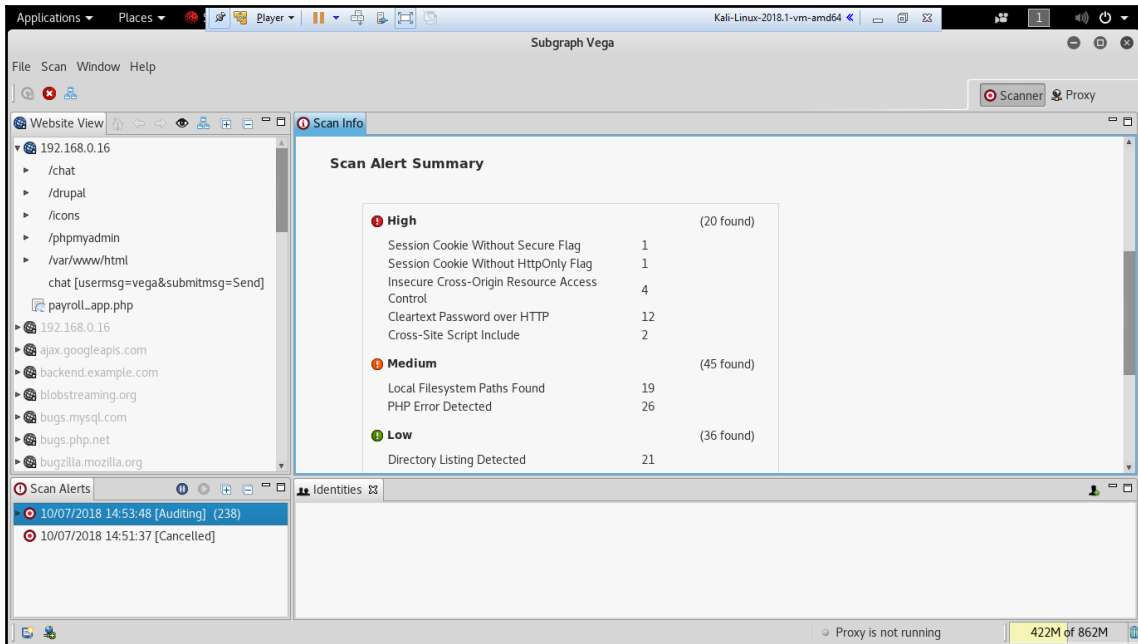 Applications Places Player Kali-Linux-2018.1-vm-amd64 1
Subgraph Vega
File Scan Window Help
Scanner Proxy
Website View
192.168.0.16
/chat
/drupal
/icons
/phpmyadmin
/var/www/html
chat [usermsg=vega&submitmsg=Send]
payroll_app.php
192.168.0.16
ajax.googleapis.com
backend.example.com
blobstreaming.org
bugs.mysql.com
bugs.php.net
bugzilla.mozilla.org
Scan Info
Scan Alert Summary
High (20 found)
Session Cookie Without Secure Flag 1
Session Cookie Without HttpOnly Flag 1
Insecure Cross-Origin Resource Access
Control 4
Cleartext Password over HTTP 12
Cross-Site Script Include 2
Medium (45 found)
Local Filesystem Paths Found 19
PHP Error Detected 26
Low (36 found)
Directory Listing Detected 21
Scan Alerts
10/07/2018 14:53:48 [Auditing] (238)
10/07/2018 14:51:37 [Cancelled]
Identities
Proxy is not running 422M of 862M